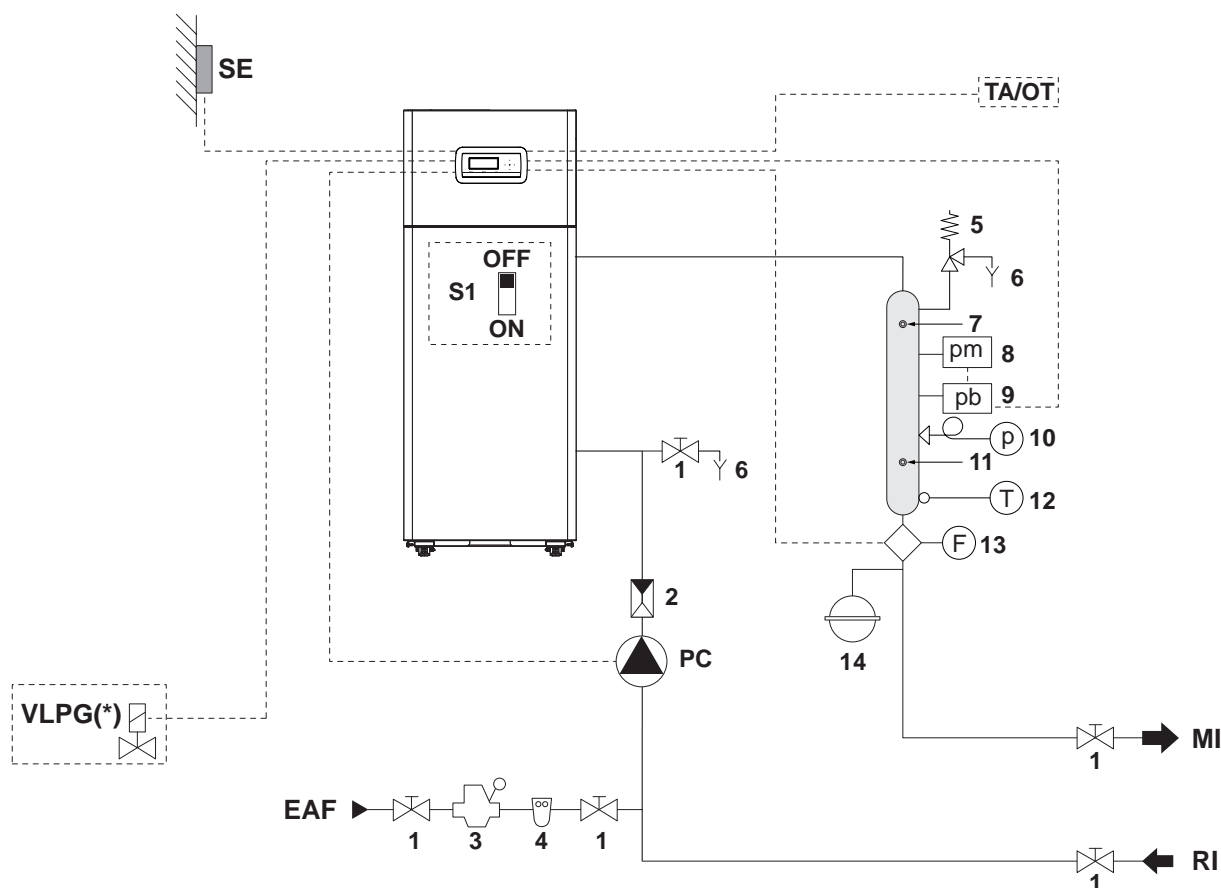 SE
TA/OT
5
OFF
6
S1
ON
7
pm
8
pb
9
p
10
1
6
11
T
12
F
13
2
PC
14
VLPG(*)
MI
1
EAF
1
3
4
1
RI
1